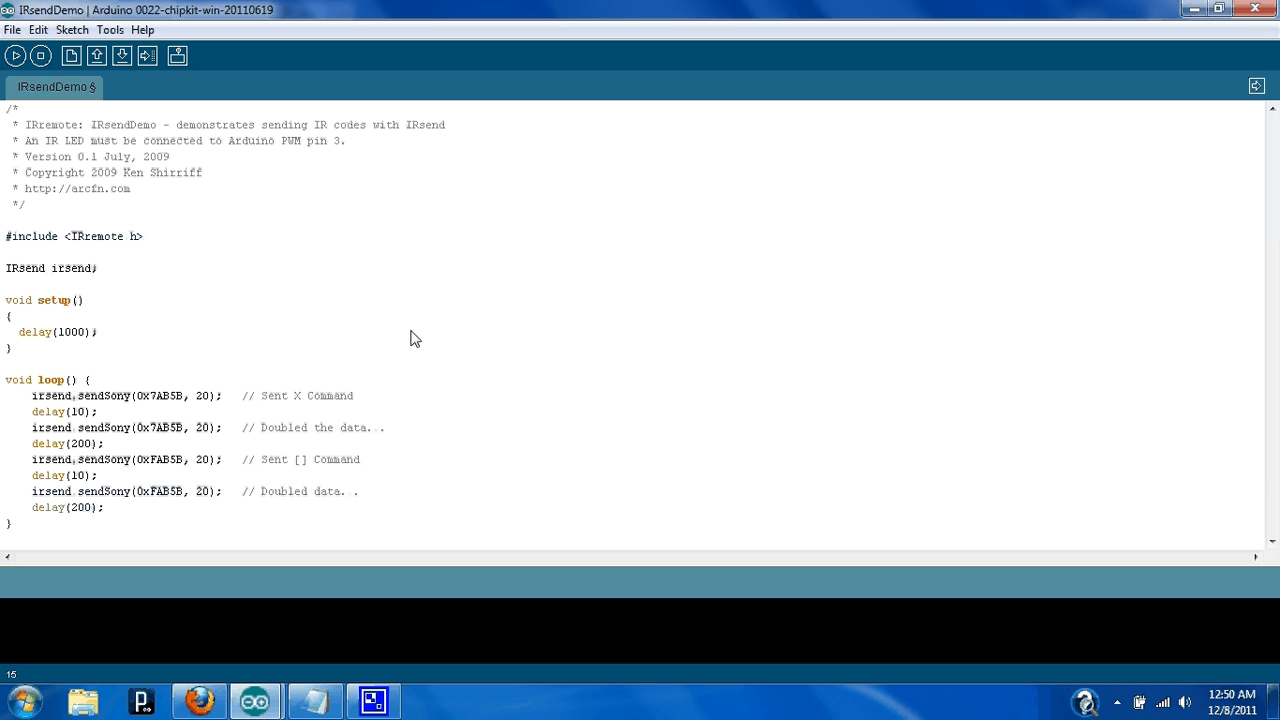 IRsendDemo | Arduino 0022-chipkit-win-20110619
File Edit Sketch Tools Help
IRsendDemo §
/*
 * IRremote: IRsendDemo - demonstrates sending IR codes with IRsend
 * An IR LED must be connected to Arduino PWM pin 3.
 * Version 0.1 July, 2009
 * Copyright 2009 Ken Shirriff
 * http://arcfn.com
 */
#include <IRremote.h>
IRsend irsend;
void setup()
{
  delay(1000);
}
void loop() {
    irsend.sendSony(0x7AB5B, 20);   // Sent X Command
    delay(10);
    irsend.sendSony(0x7AB5B, 20);   // Doubled the data...
    delay(200);
    irsend.sendSony(0xFAB5B, 20);   // Sent [] Command
    delay(10);
    irsend.sendSony(0xFAB5B, 20);   // Doubled data...
    delay(200);
}
15
P
12:50 AM
12/8/2011